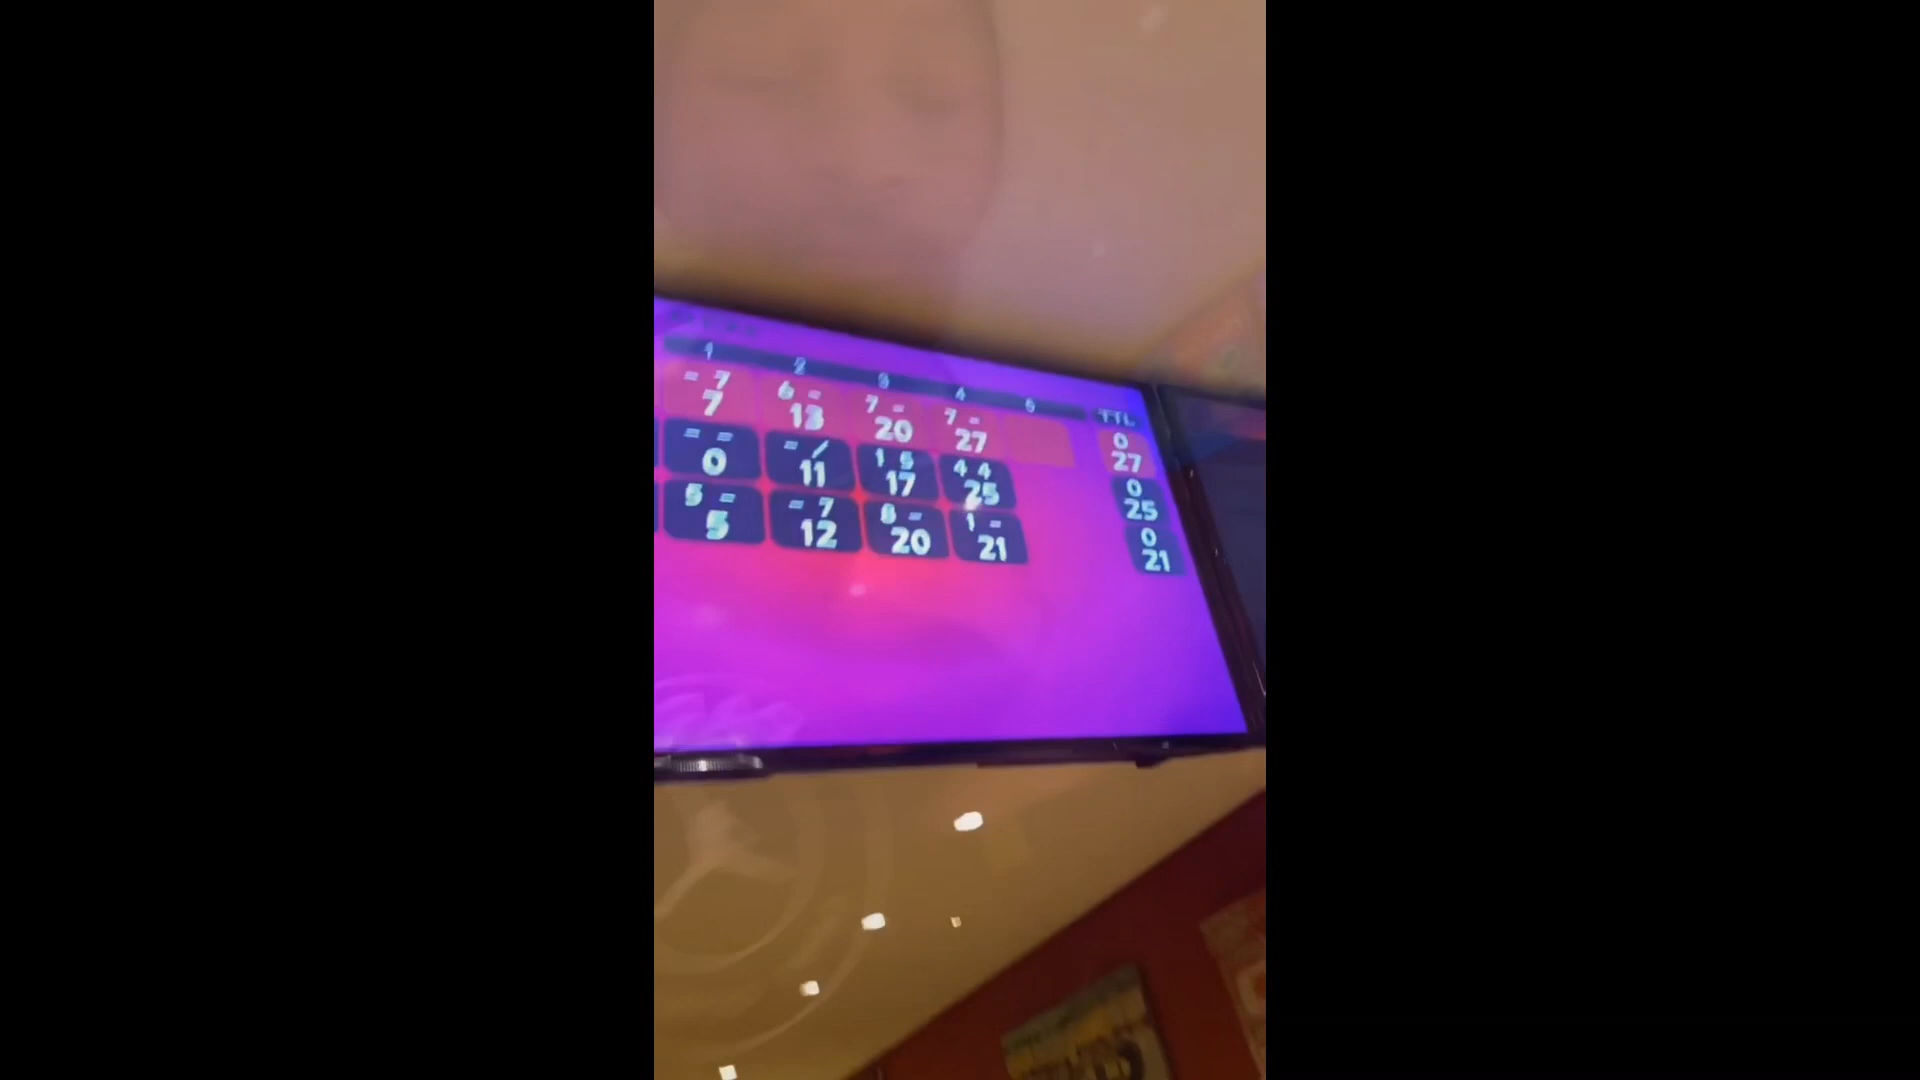 1 2 3 4 5 TTL
- 7 6 - 7 - 7 - 0
7 13 20 27 27
- - - / 1 5 4 4 0
0 11 17 25 25
5 - - 7 8 - 1 - 0
5 12 20 21 21